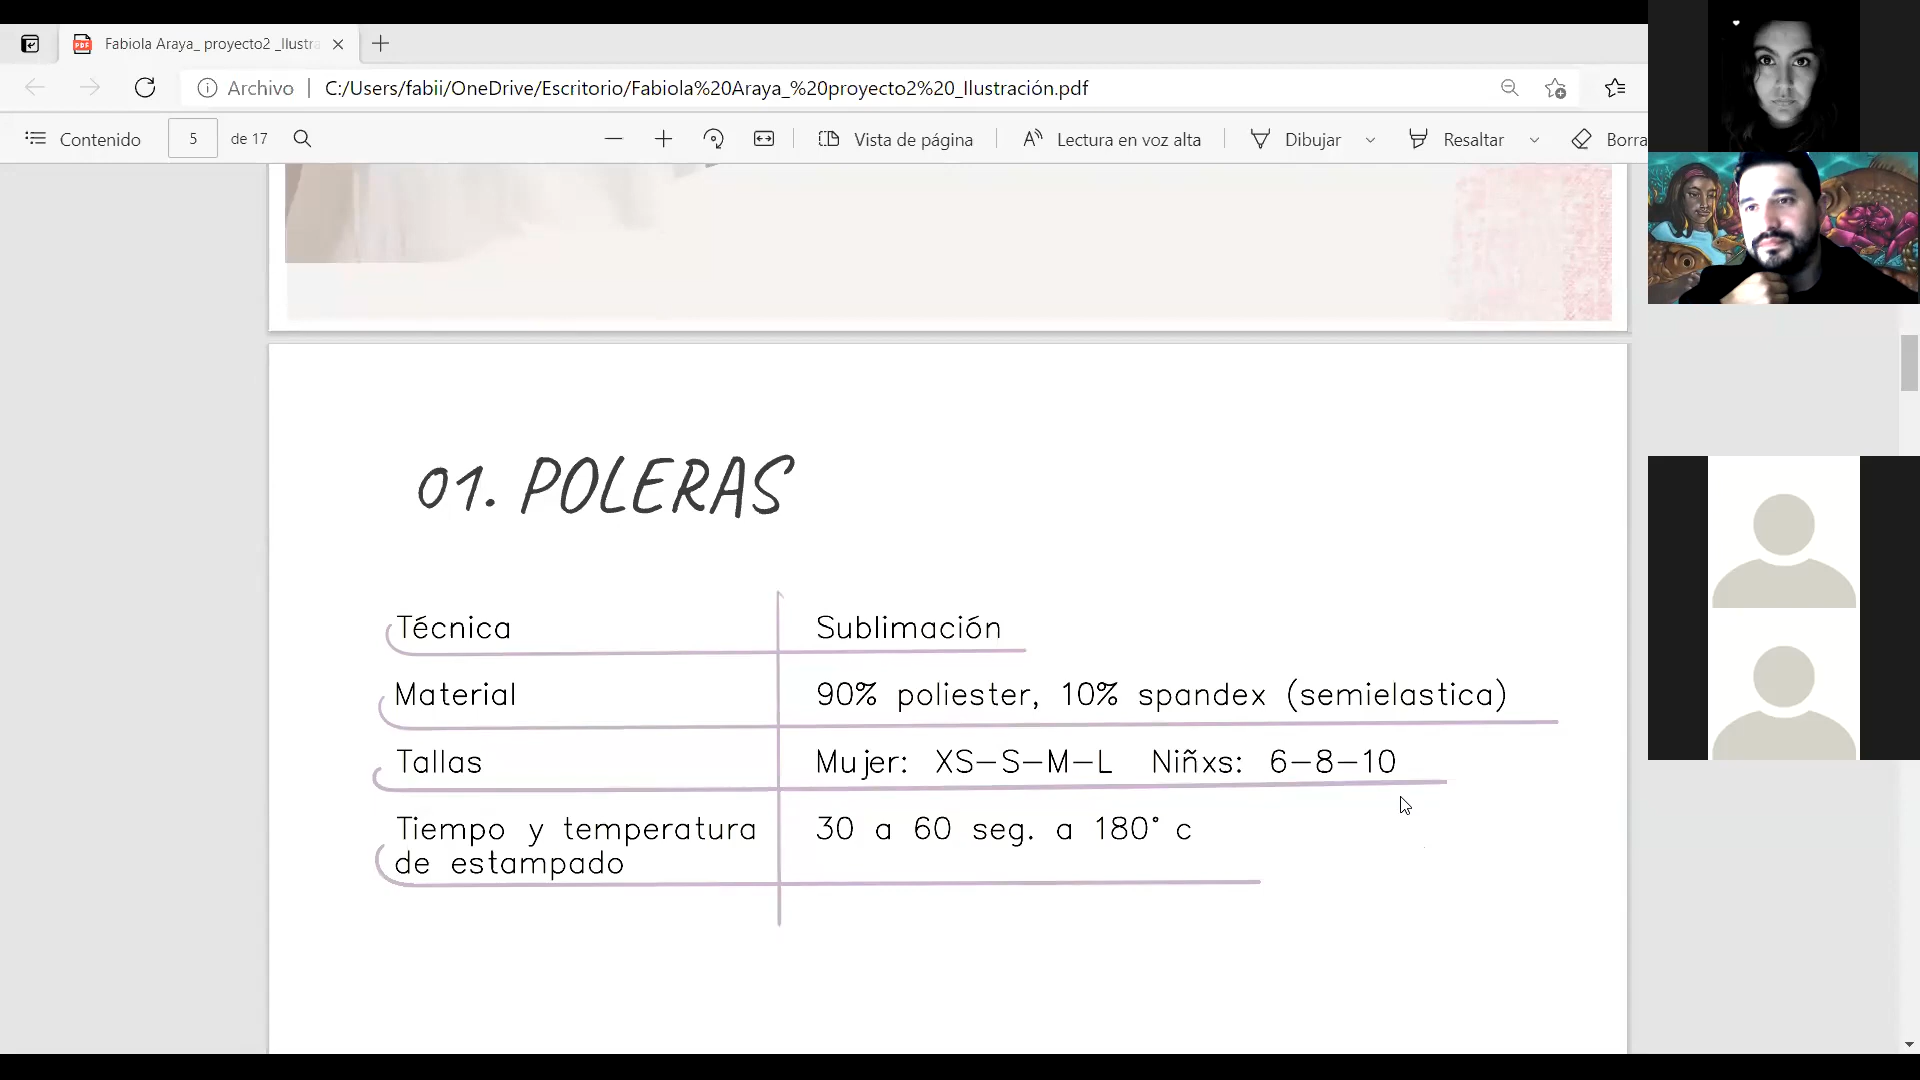 Fabiola Araya_ proyecto2 _Ilustra
Archivo
C:/Users/fabii/OneDrive/Escritorio/Fabiola%20Araya_%20proyecto2%20_Ilustración.pdf
Contenido
5
de 17
Vista de página
Lectura en voz alta
Dibujar
Resaltar
Borra
01. POLERAS
Técnica
Sublimación
Material
90% poliester, 10% spandex (semielastica)
Tallas
Mujer: XS-S-M-L Niñxs: 6-8-10
Tiempo y temperatura
de estampado
30 a 60 seg. a 180° c